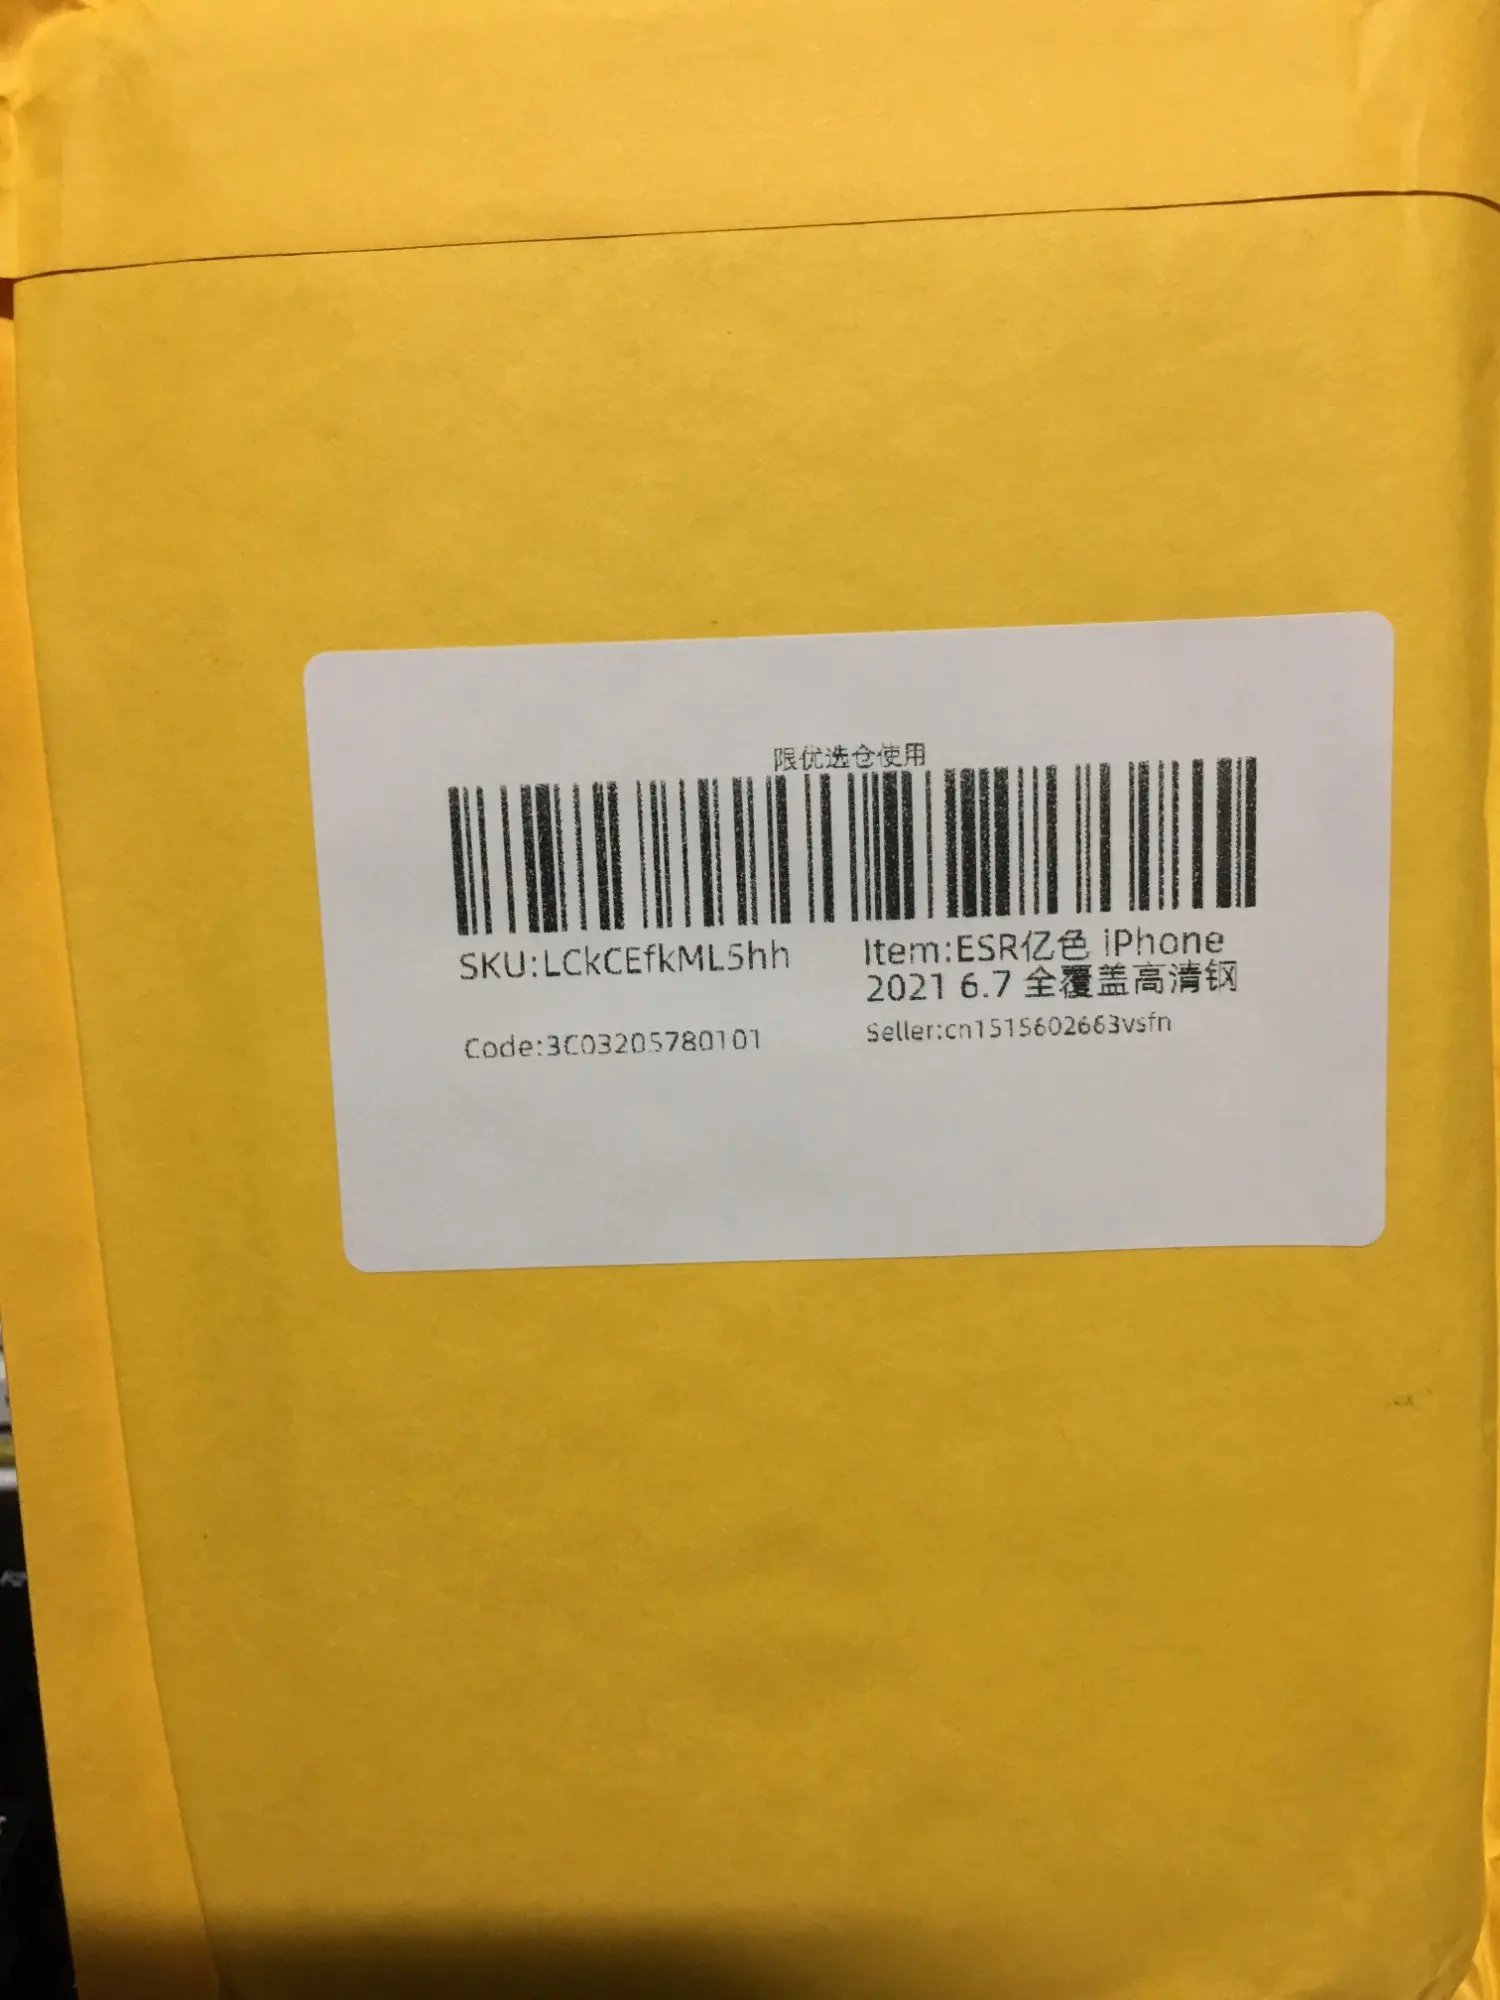 限优选仓使用
SKU:LCkCEfkML5hh
Item:ESR亿色 iPhone
2021 6.7 全覆盖高清钢
Code:3C03205780101
Seller:cn1515602663vsfn